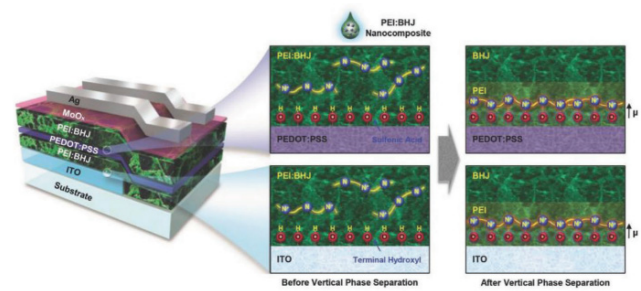 PEI:BHJ
Nanocomposite
Ag
MoOₓ
PEI:BHJ
PEDOT:PSS
PEI:BHJ
ITO
Substrate
PEI:BHJ
H H H H H H H H H
PEDOT:PSS
Sulfonic Acid
PEI:BHJ
H H H H H H H H H
ITO
Terminal Hydroxyl
Before Vertical Phase Separation
BHJ
PEI
PEDOT:PSS
μ
BHJ
PEI
ITO
μ
After Vertical Phase Separation